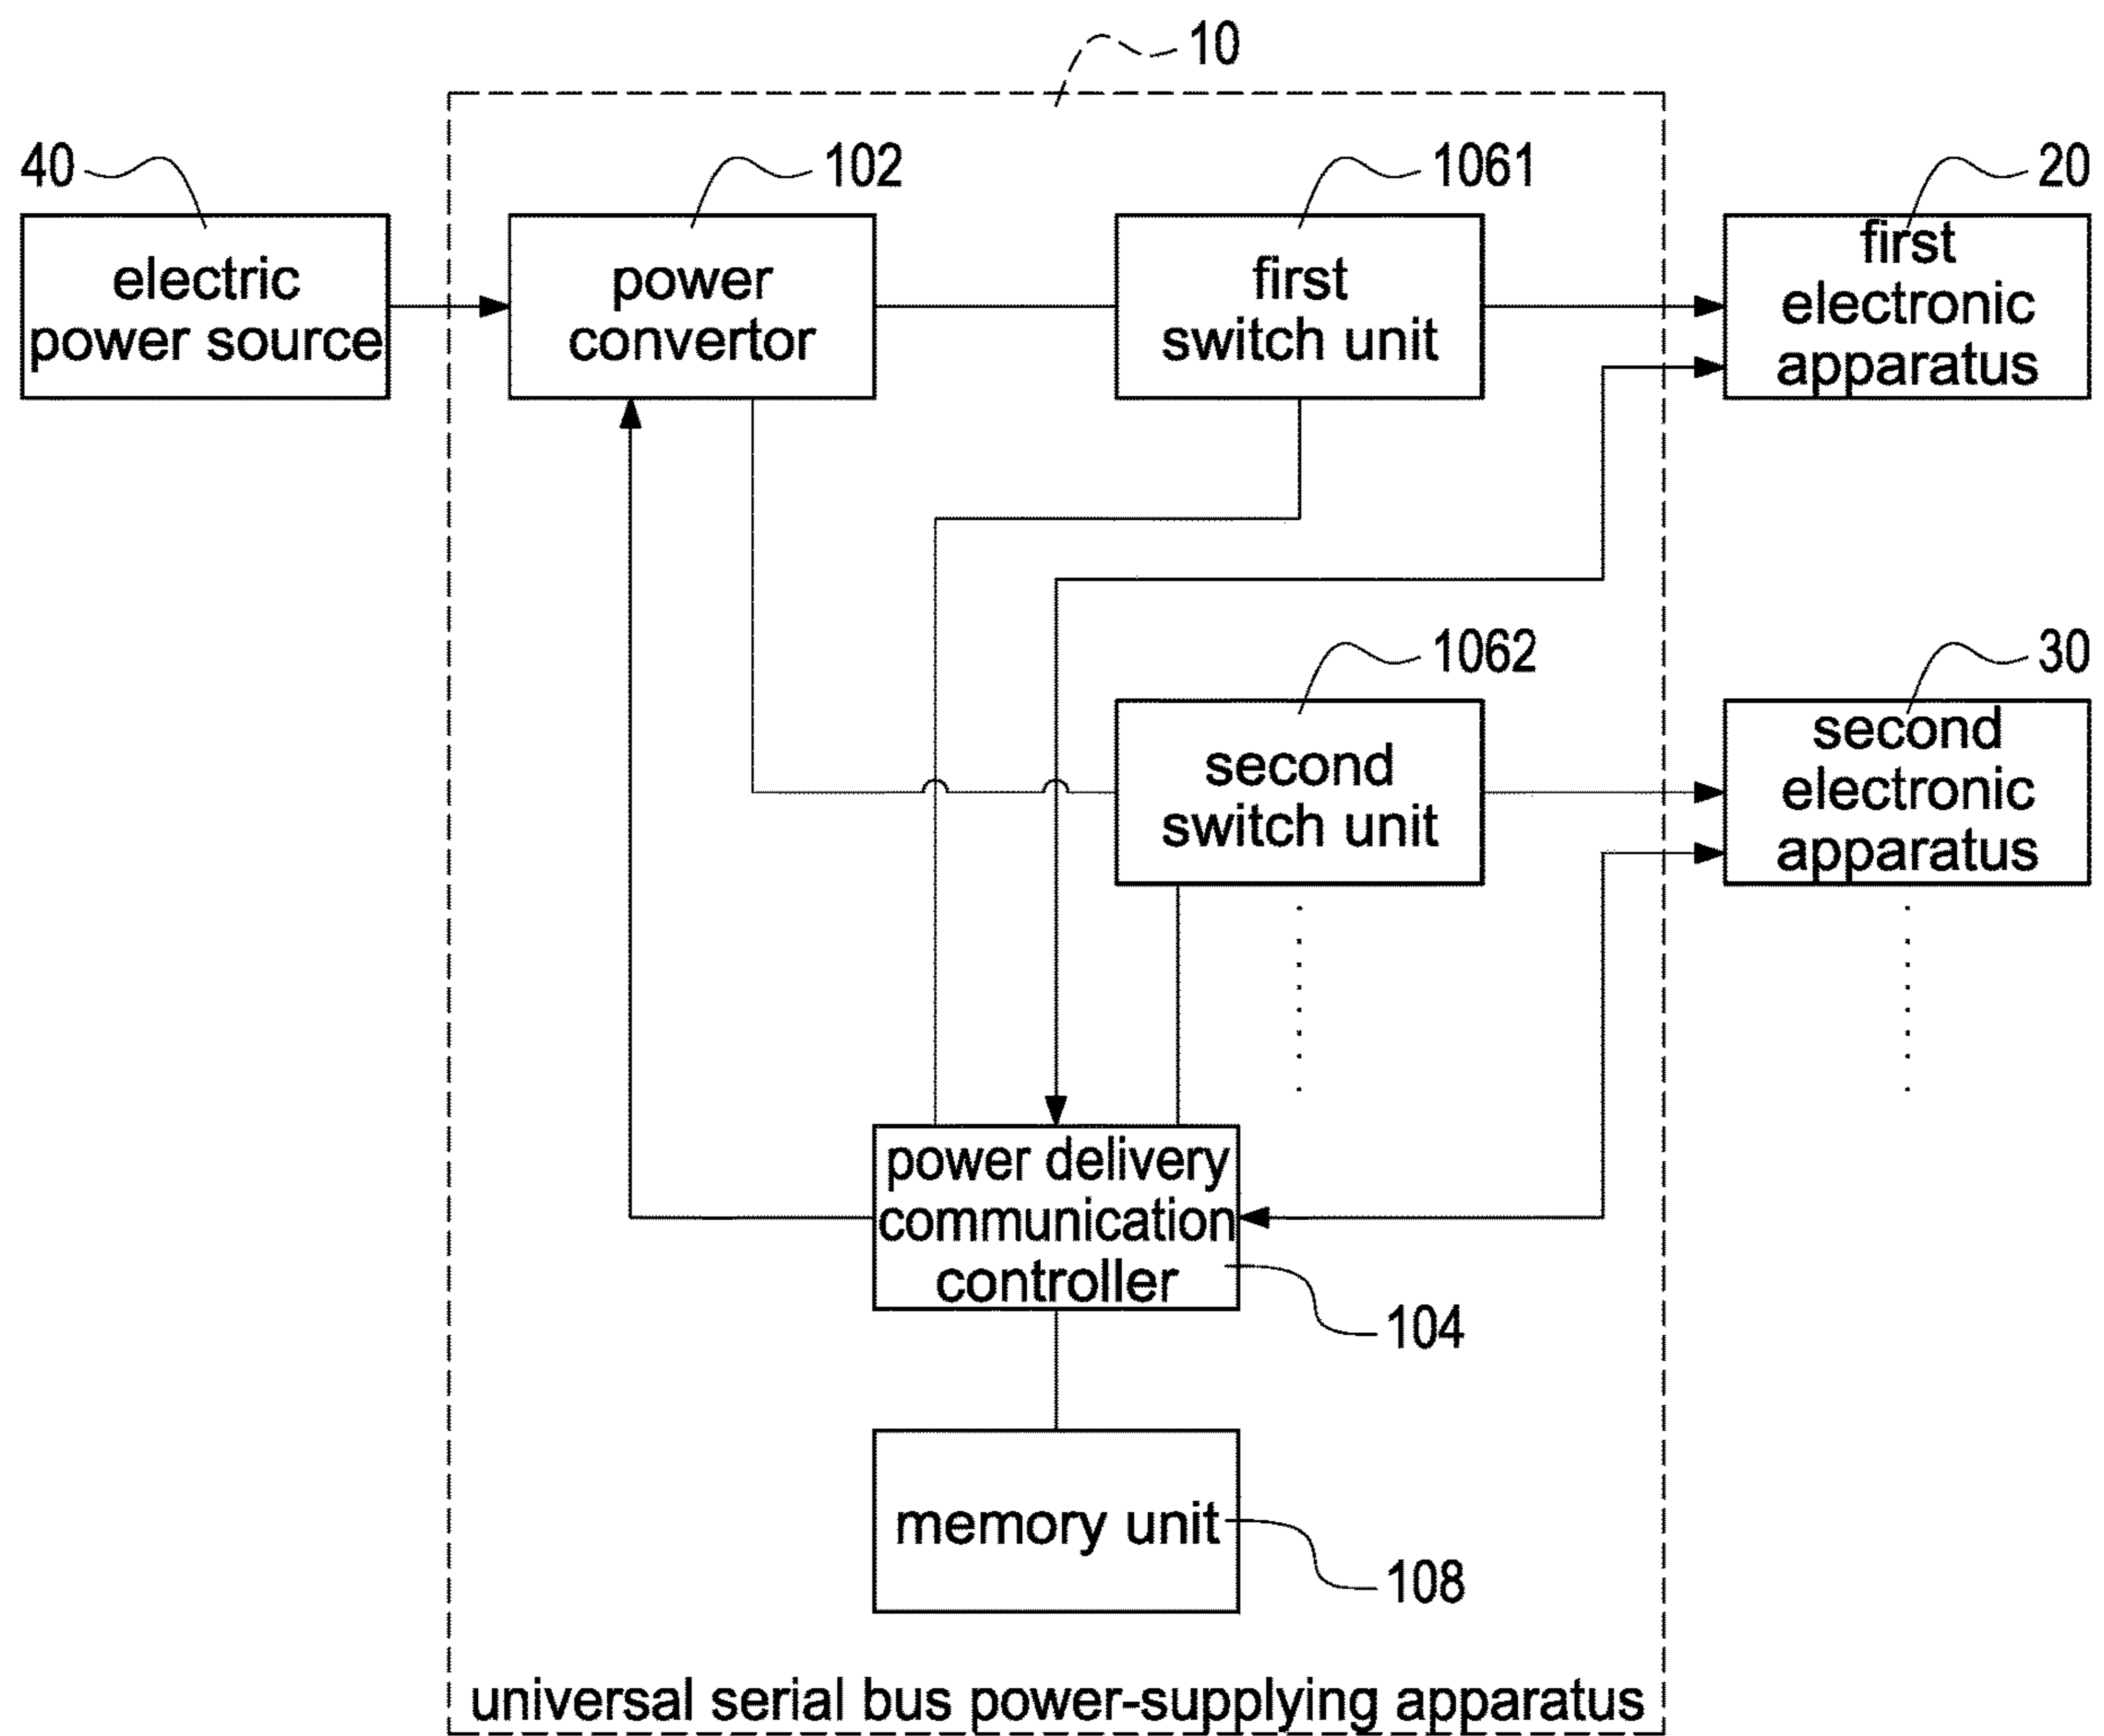 10
40
102
1061
20
electric
power source
power
convertor
first
switch unit
first
electronic
apparatus
1062
30
second
switch unit
second
electronic
apparatus
power delivery
communication
controller
104
memory unit
108
universal serial bus power-supplying apparatus